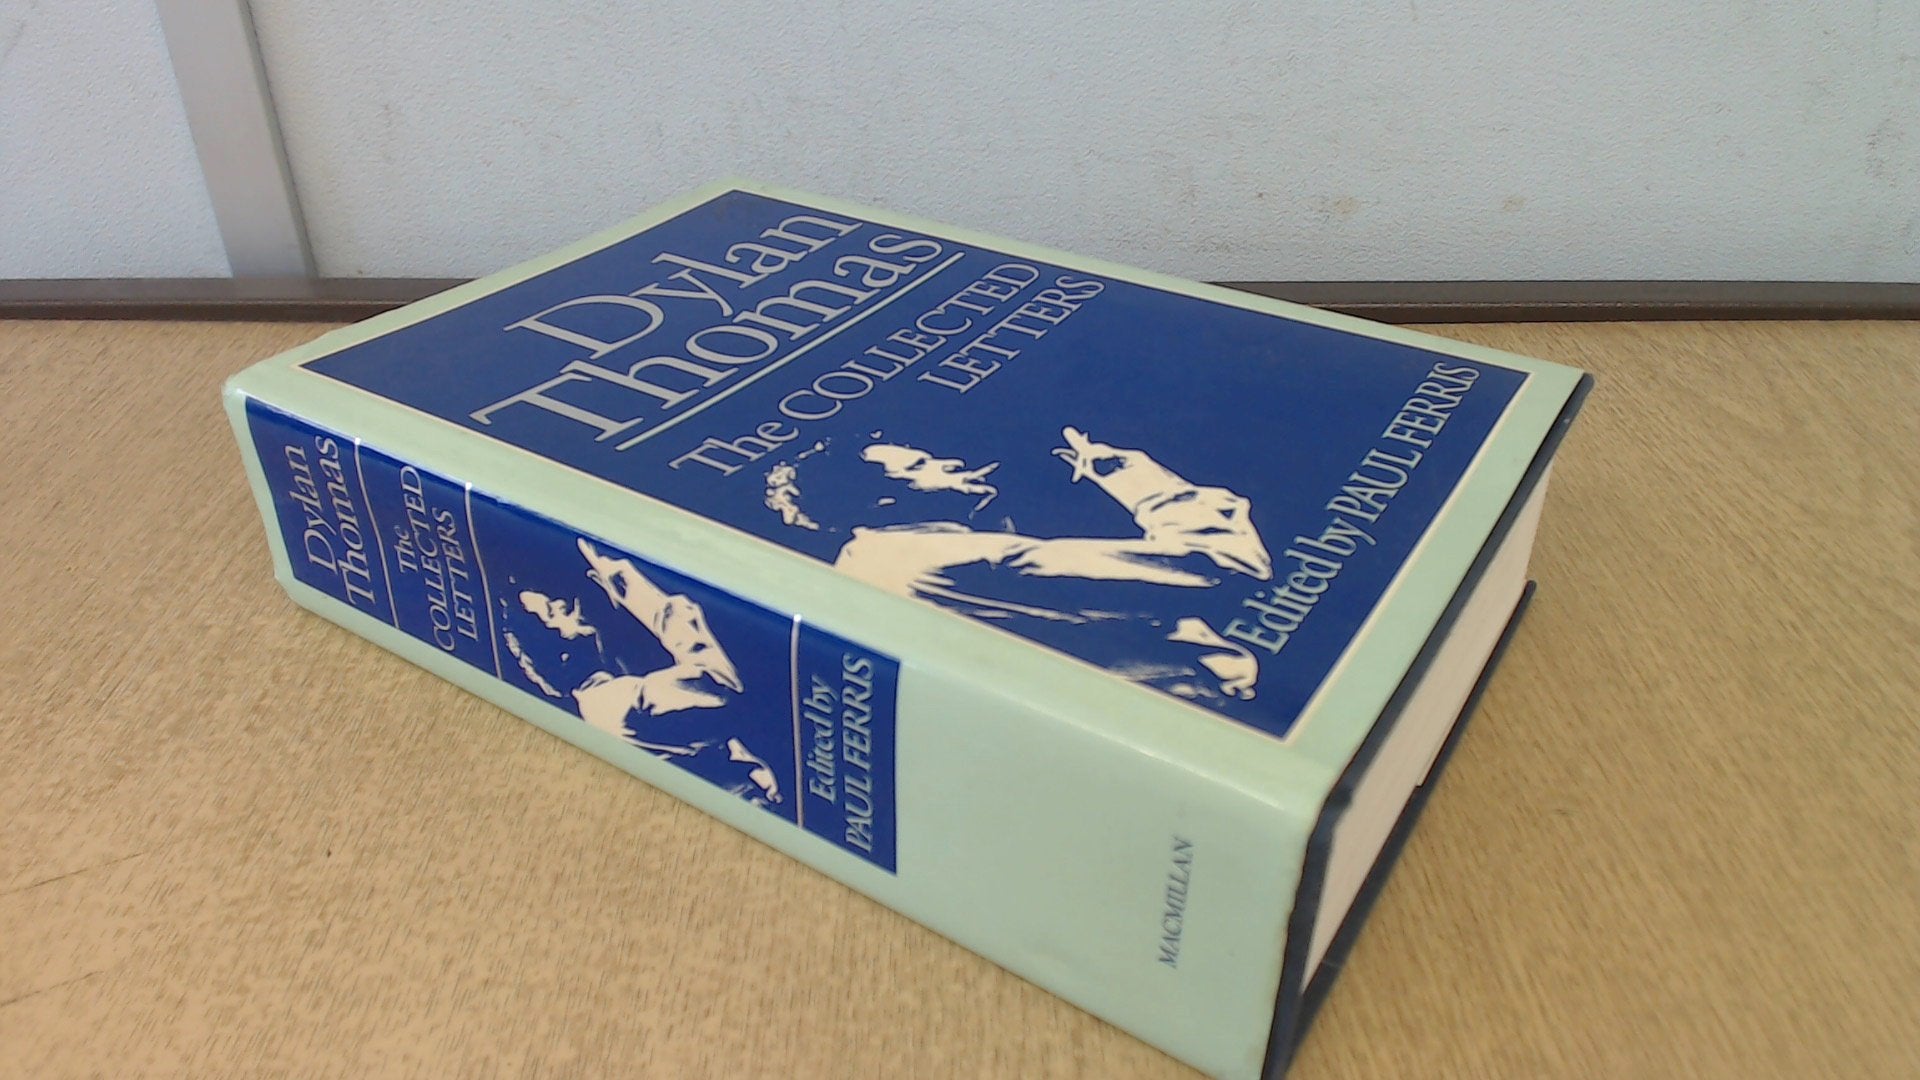 Dylan
Thomas
The COLLECTED
LETTERS
Edited by PAUL FERRIS
Dylan
Thomas
The
COLLECTED
LETTERS
Edited by
PAUL FERRIS
MACMILLAN